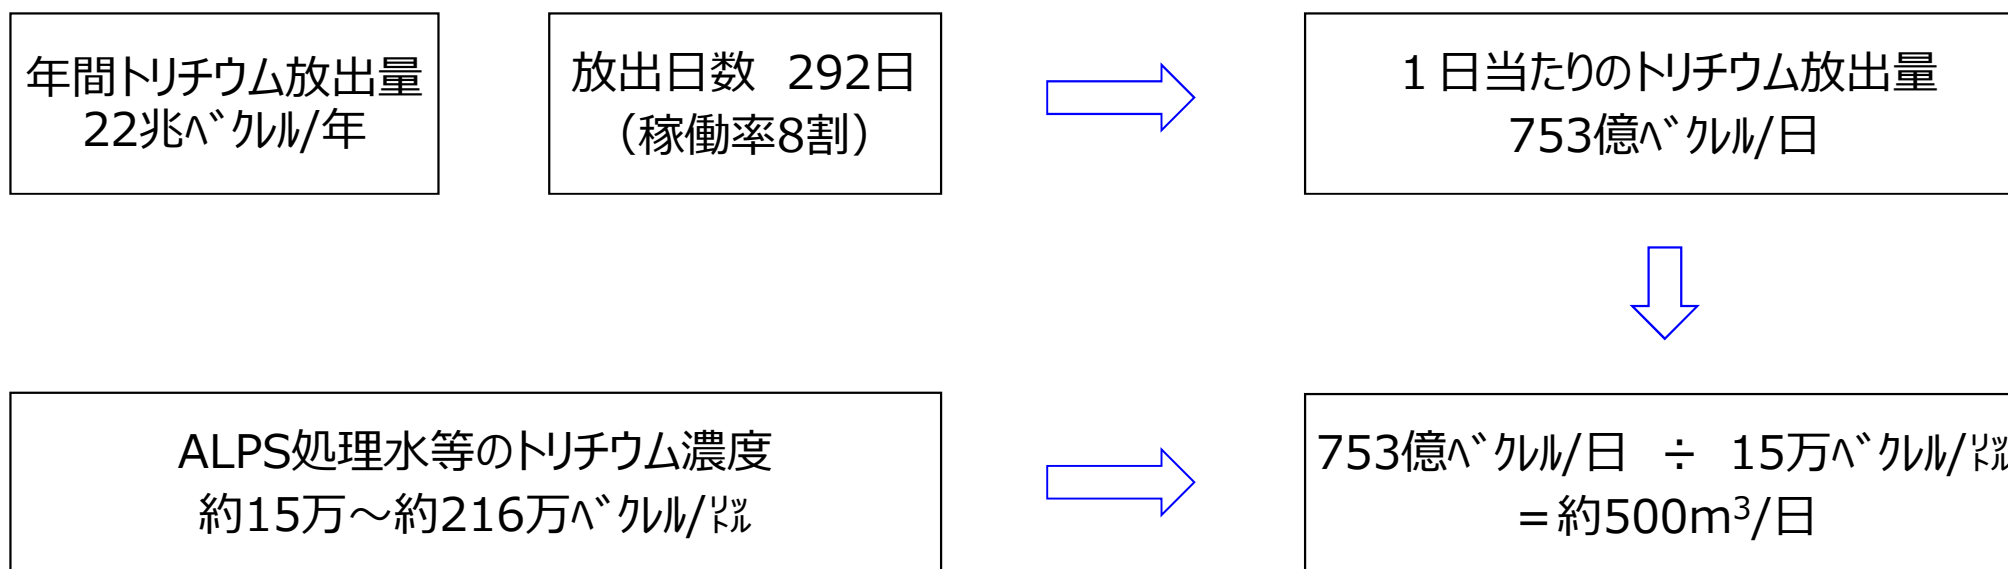 年間トリチウム放出量
22兆ﾍﾞｸﾚﾙ/年
放出日数 292日
（稼働率8割）
１日当たりのトリチウム放出量
753億ﾍﾞｸﾚﾙ/日
ALPS処理水等のトリチウム濃度
約15万～約216万ﾍﾞｸﾚﾙ/㍑
753億ﾍﾞｸﾚﾙ/日 ÷ 15万ﾍﾞｸﾚﾙ/㍑
＝約500m³/日